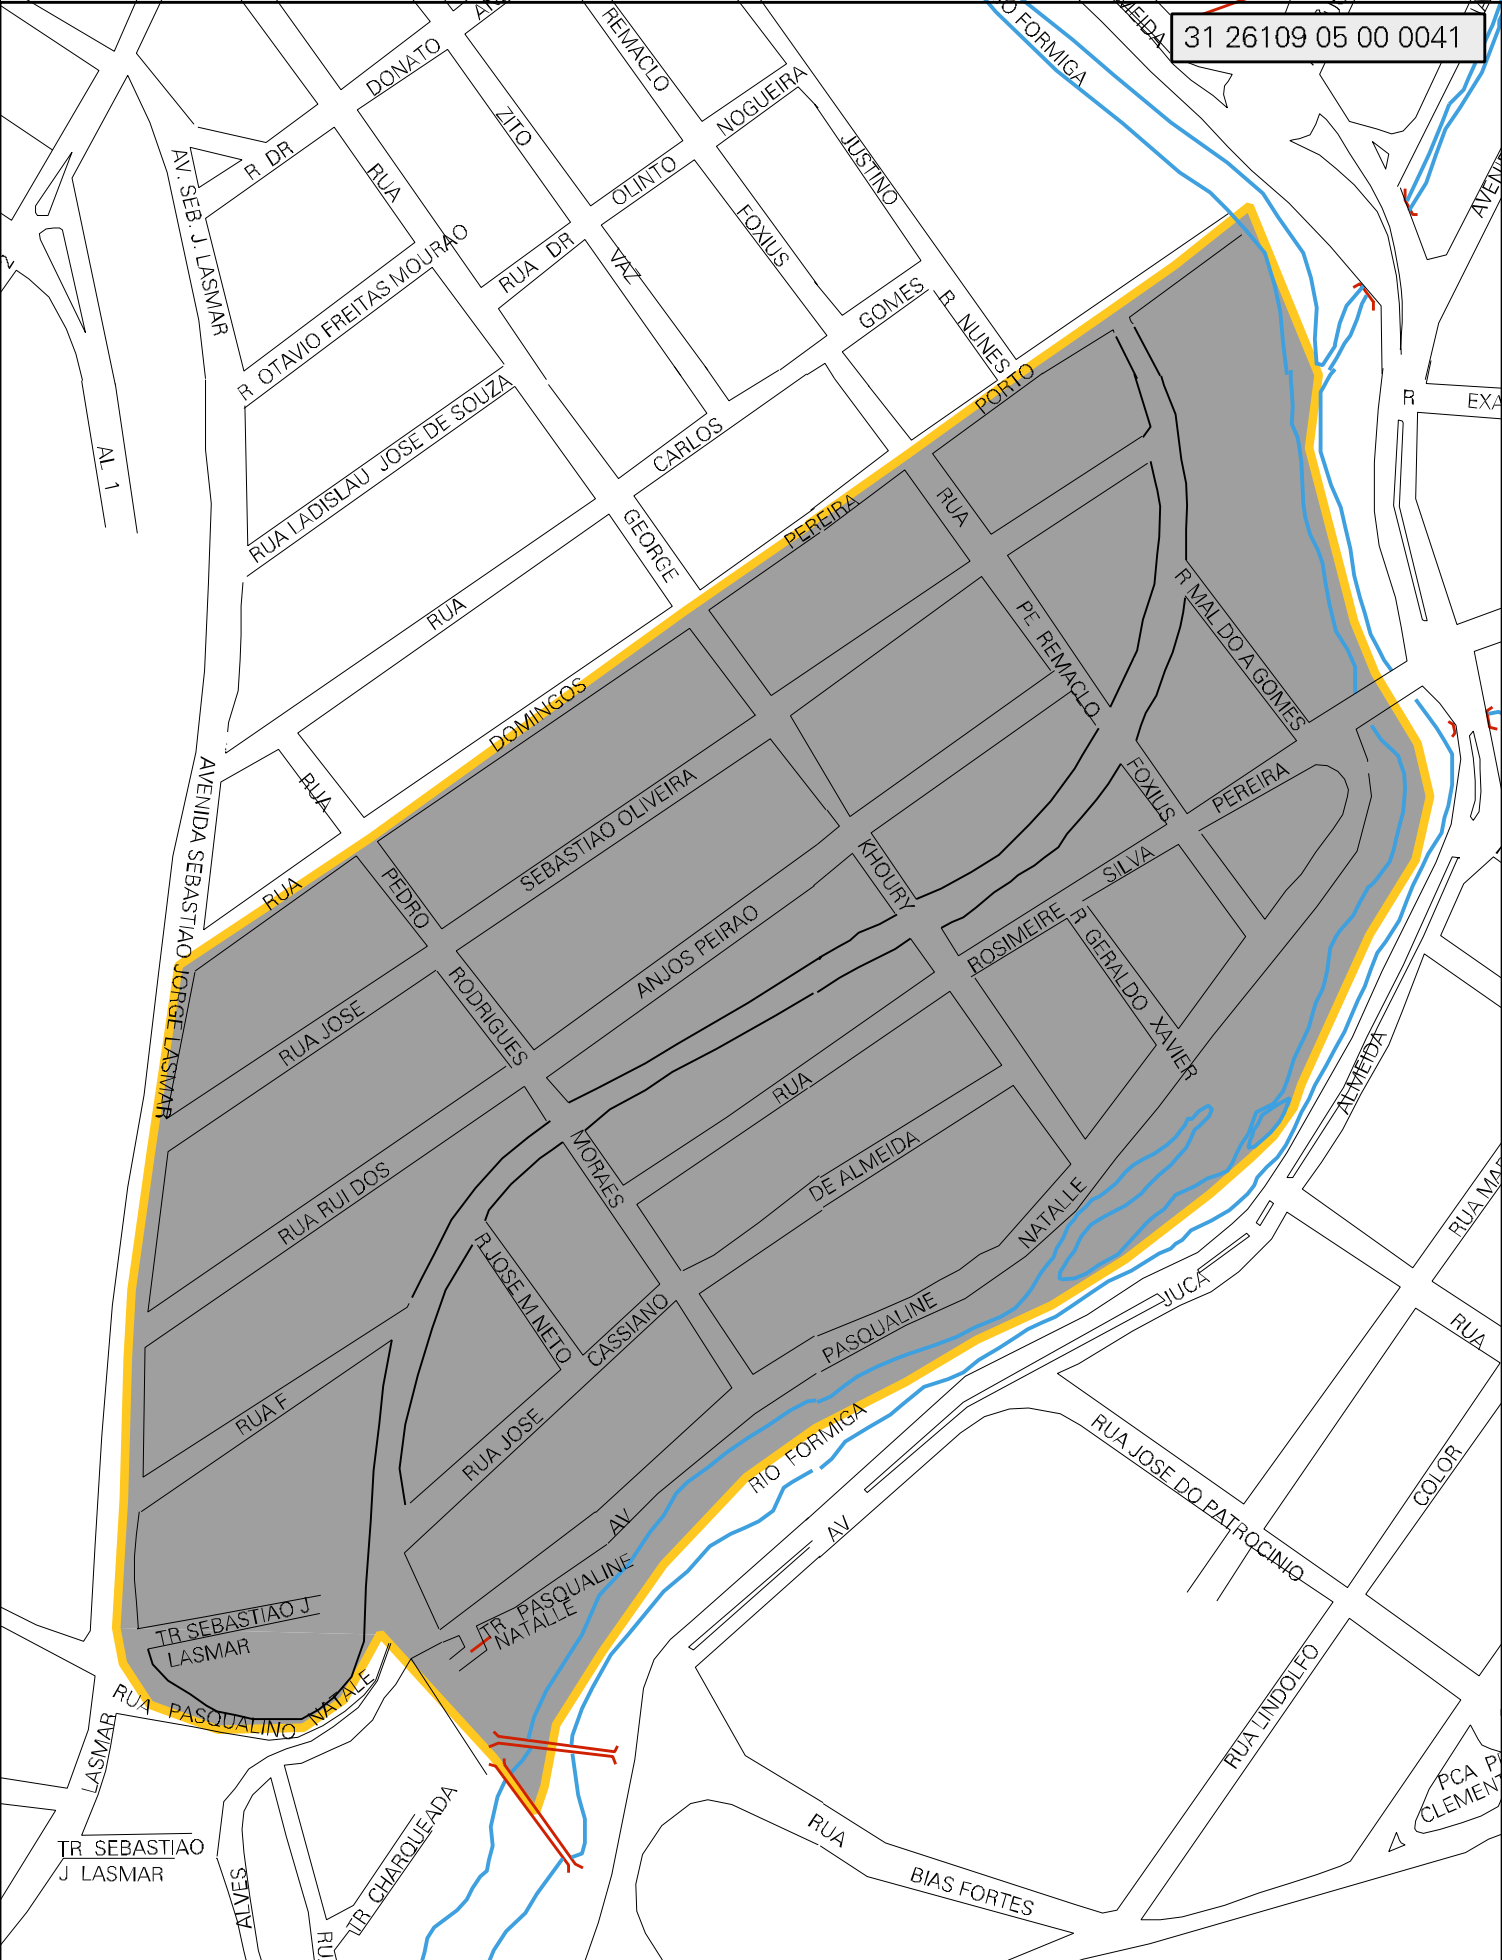 31 26109 05 00 0041
RIO FORMIGA
REMACLO
DONATO
NOGUEIRA
ZITO
R DR
RUA
AV. SEB. J. LASMAR
OLINTO
JUSTINO
FOXIUS
R OTAVIO FREITAS MOURAO
RUA DR
VAZ
GOMES
R NUNES
PORTO
R
AL 1
RUA LADISLAU JOSE DE SOUZA
CARLOS
GEORGE
PEREIRA
RUA
RUA
R MAL DO A GOMES
PE REMACLO
DOMINGOS
RUA
AVENIDA SEBASTIAO JORGE LASMAR
SEBASTIAO OLIVEIRA
FOXIUS
PEREIRA
RUA
PEDRO
KHOURY
SILVA
ROSIMEIRE
R GERALDO XAVIER
ANJOS PEIRAO
RODRIGUES
RUA JOSE
RUA
ALMEIDA
MORAES
DE ALMEIDA
RUA RUI DOS
NATALLE
R JOSE M NETO
CASSIANO
PASQUALINE
JUCA
RUA
RUA F
RUA JOSE
RIO FORMIGA
RUA JOSE DO PATROCINIO
COLOR
AV
AV
TR PASQUALINE
NATALLE
TR SEBASTIAO J
LASMAR
RUA PASQUALINO NATALE
LASMAR
RUA LINDOLFO
TR SEBASTIAO
J LASMAR
ALVES
TR CHARQUEADA
RUA
BIAS FORTES
PCA